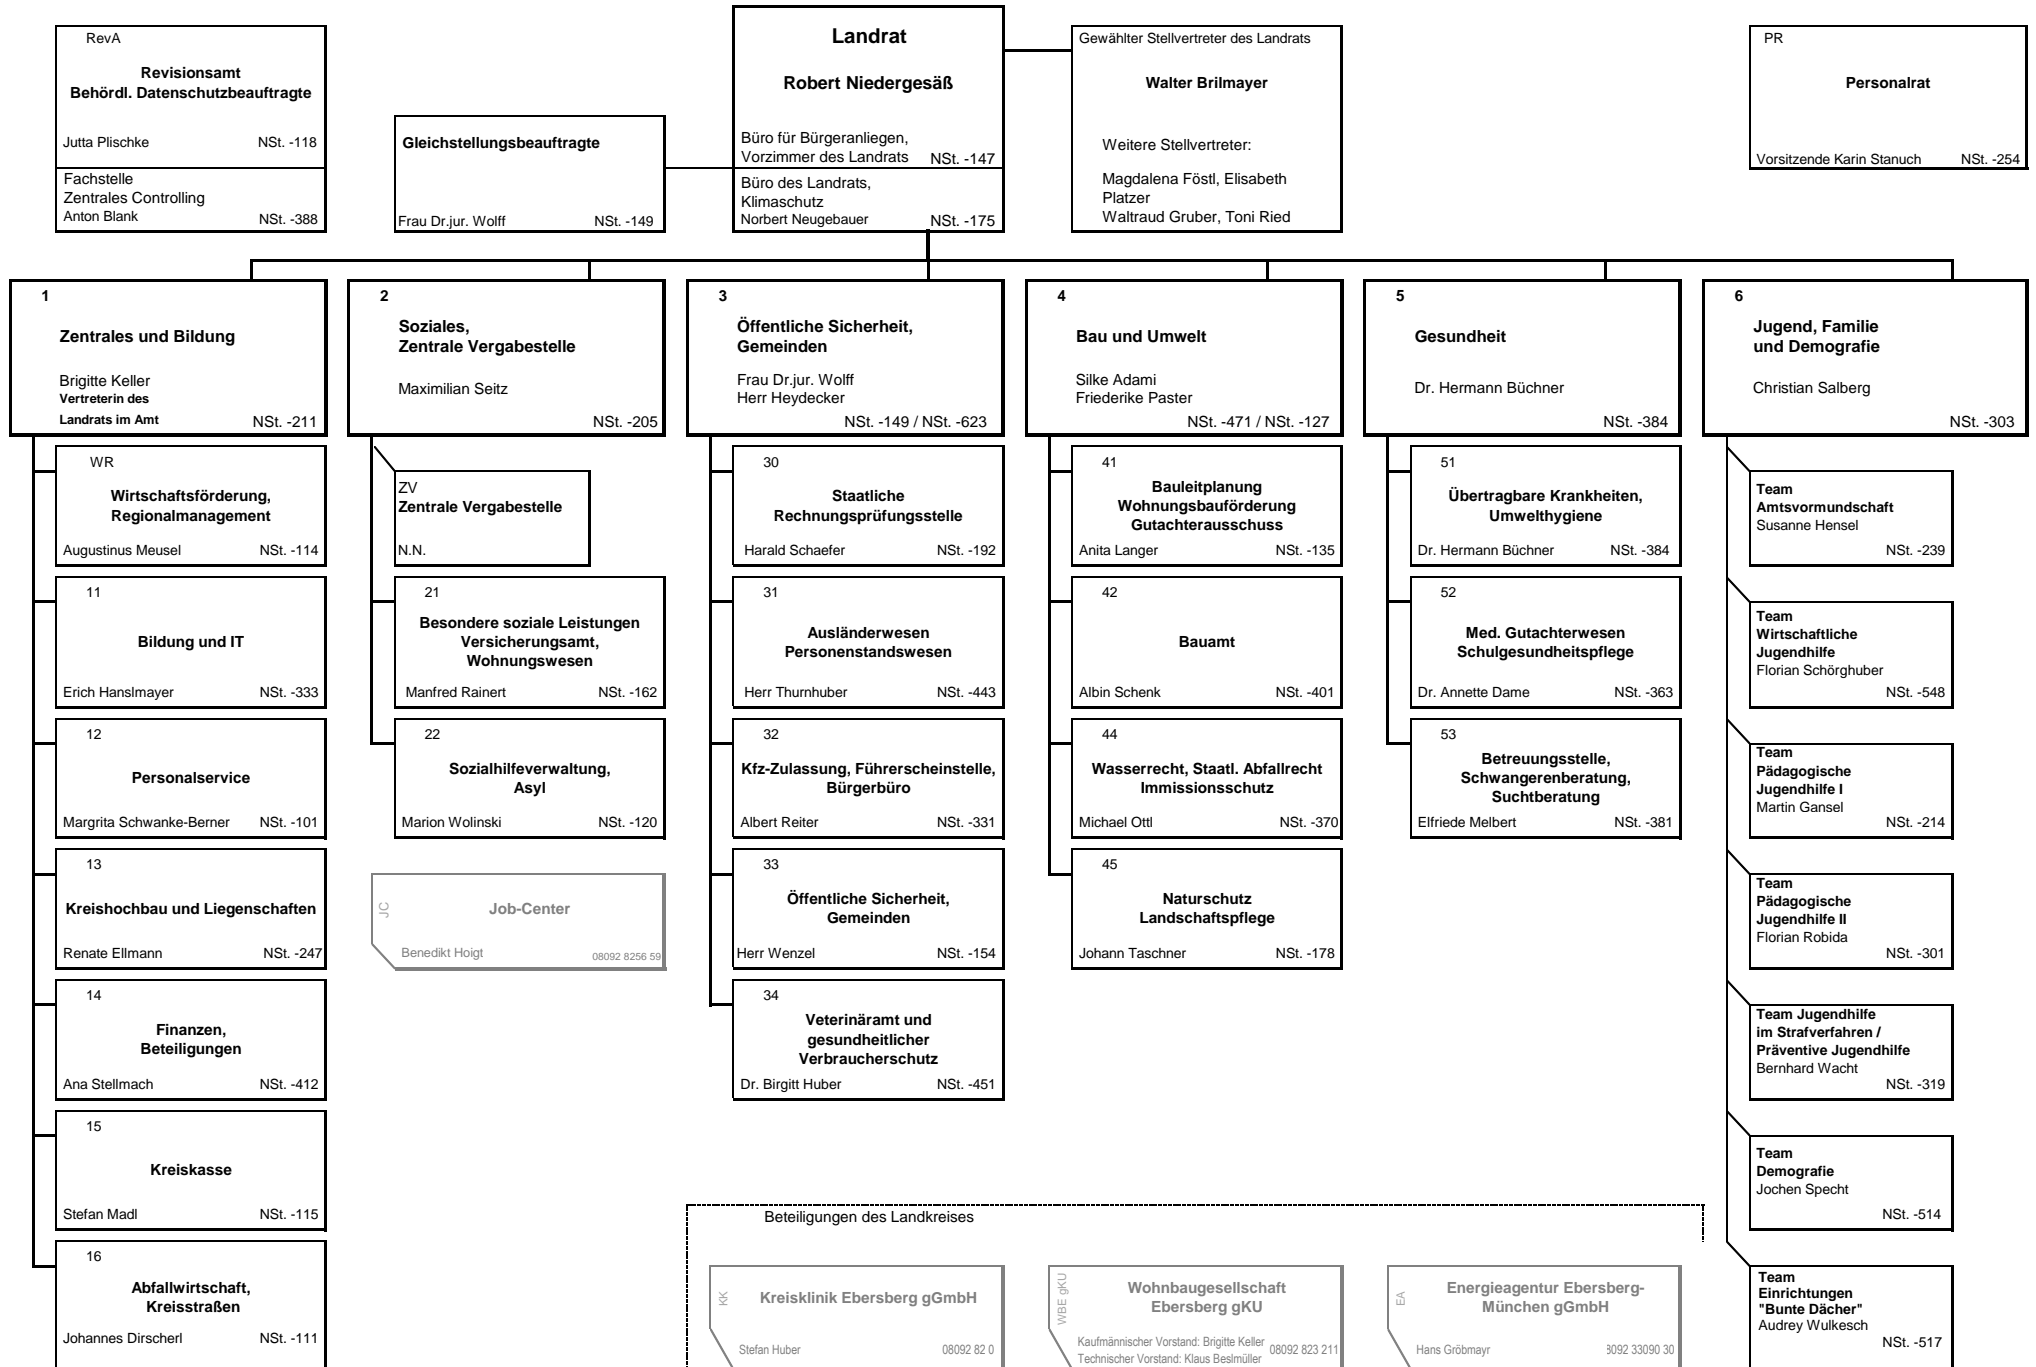 RevA
Revisionsamt
Behördl. Datenschutzbeauftragte
Jutta Plischke NSt. -118
Fachstelle
Zentrales Controlling
Anton Blank NSt. -388
Gleichstellungsbeauftragte
Frau Dr.jur. Wolff NSt. -149
Landrat
Robert Niedergesäß
Büro für Bürgeranliegen,
Vorzimmer des Landrats NSt. -147
Büro des Landrats,
Klimaschutz
Norbert Neugebauer NSt. -175
Gewählter Stellvertreter des Landrats
Walter Brilmayer
Weitere Stellvertreter:
Magdalena Föstl, Elisabeth
Platzer
Waltraud Gruber, Toni Ried
PR
Personalrat
Vorsitzende Karin Stanuch NSt. -254
1
Zentrales und Bildung
Brigitte Keller
Vertreterin des
Landrats im Amt NSt. -211
WR
Wirtschaftsförderung,
Regionalmanagement
Augustinus Meusel NSt. -114
11
Bildung und IT
Erich Hanslmayer NSt. -333
12
Personalservice
Margrita Schwanke-Berner NSt. -101
13
Kreishochbau und Liegenschaften
Renate Ellmann NSt. -247
14
Finanzen,
Beteiligungen
Ana Stellmach NSt. -412
15
Kreiskasse
Stefan Madl NSt. -115
16
Abfallwirtschaft,
Kreisstraßen
Johannes Dirscherl NSt. -111
2
Soziales,
Zentrale Vergabestelle
Maximilian Seitz
NSt. -205
ZV
Zentrale Vergabestelle
N.N.
21
Besondere soziale Leistungen
Versicherungsamt,
Wohnungswesen
Manfred Rainert NSt. -162
22
Sozialhilfeverwaltung,
Asyl
Marion Wolinski NSt. -120
JC
Job-Center
Benedikt Hoigt 08092 8256 59
3
Öffentliche Sicherheit,
Gemeinden
Frau Dr.jur. Wolff
Herr Heydecker
NSt. -149 / NSt. -623
30
Staatliche
Rechnungsprüfungsstelle
Harald Schaefer NSt. -192
31
Ausländerwesen
Personenstandswesen
Herr Thurnhuber NSt. -443
32
Kfz-Zulassung, Führerscheinstelle,
Bürgerbüro
Albert Reiter NSt. -331
33
Öffentliche Sicherheit,
Gemeinden
Herr Wenzel NSt. -154
34
Veterinäramt und
gesundheitlicher
Verbraucherschutz
Dr. Birgitt Huber NSt. -451
4
Bau und Umwelt
Silke Adami
Friederike Paster
NSt. -471 / NSt. -127
41
Bauleitplanung
Wohnungsbauförderung
Gutachterausschuss
Anita Langer NSt. -135
42
Bauamt
Albin Schenk NSt. -401
44
Wasserrecht, Staatl. Abfallrecht
Immissionsschutz
Michael Ottl NSt. -370
45
Naturschutz
Landschaftspflege
Johann Taschner NSt. -178
5
Gesundheit
Dr. Hermann Büchner
NSt. -384
51
Übertragbare Krankheiten,
Umwelthygiene
Dr. Hermann Büchner NSt. -384
52
Med. Gutachterwesen
Schulgesundheitspflege
Dr. Annette Dame NSt. -363
53
Betreuungsstelle,
Schwangerenberatung,
Suchtberatung
Elfriede Melbert NSt. -381
6
Jugend, Familie
und Demografie
Christian Salberg
NSt. -303
Team
Amtsvormundschaft
Susanne Hensel
NSt. -239
Team
Wirtschaftliche
Jugendhilfe
Florian Schörghuber
NSt. -548
Team
Pädagogische
Jugendhilfe I
Martin Gansel
NSt. -214
Team
Pädagogische
Jugendhilfe II
Florian Robida
NSt. -301
Team Jugendhilfe
im Strafverfahren /
Präventive Jugendhilfe
Bernhard Wacht
NSt. -319
Team
Demografie
Jochen Specht
NSt. -514
Team
Einrichtungen
"Bunte Dächer"
Audrey Wulkesch
NSt. -517
Beteiligungen des Landkreises
KK
Kreisklinik Ebersberg gGmbH
Stefan Huber 08092 82 0
WBE gKU
Wohnbaugesellschaft
Ebersberg gKU
Kaufmännischer Vorstand: Brigitte Keller 08092 823 211
Technischer Vorstand: Klaus Beslmüller
EA
Energieagentur Ebersberg-
München gGmbH
Hans Gröbmayr 3092 33090 30